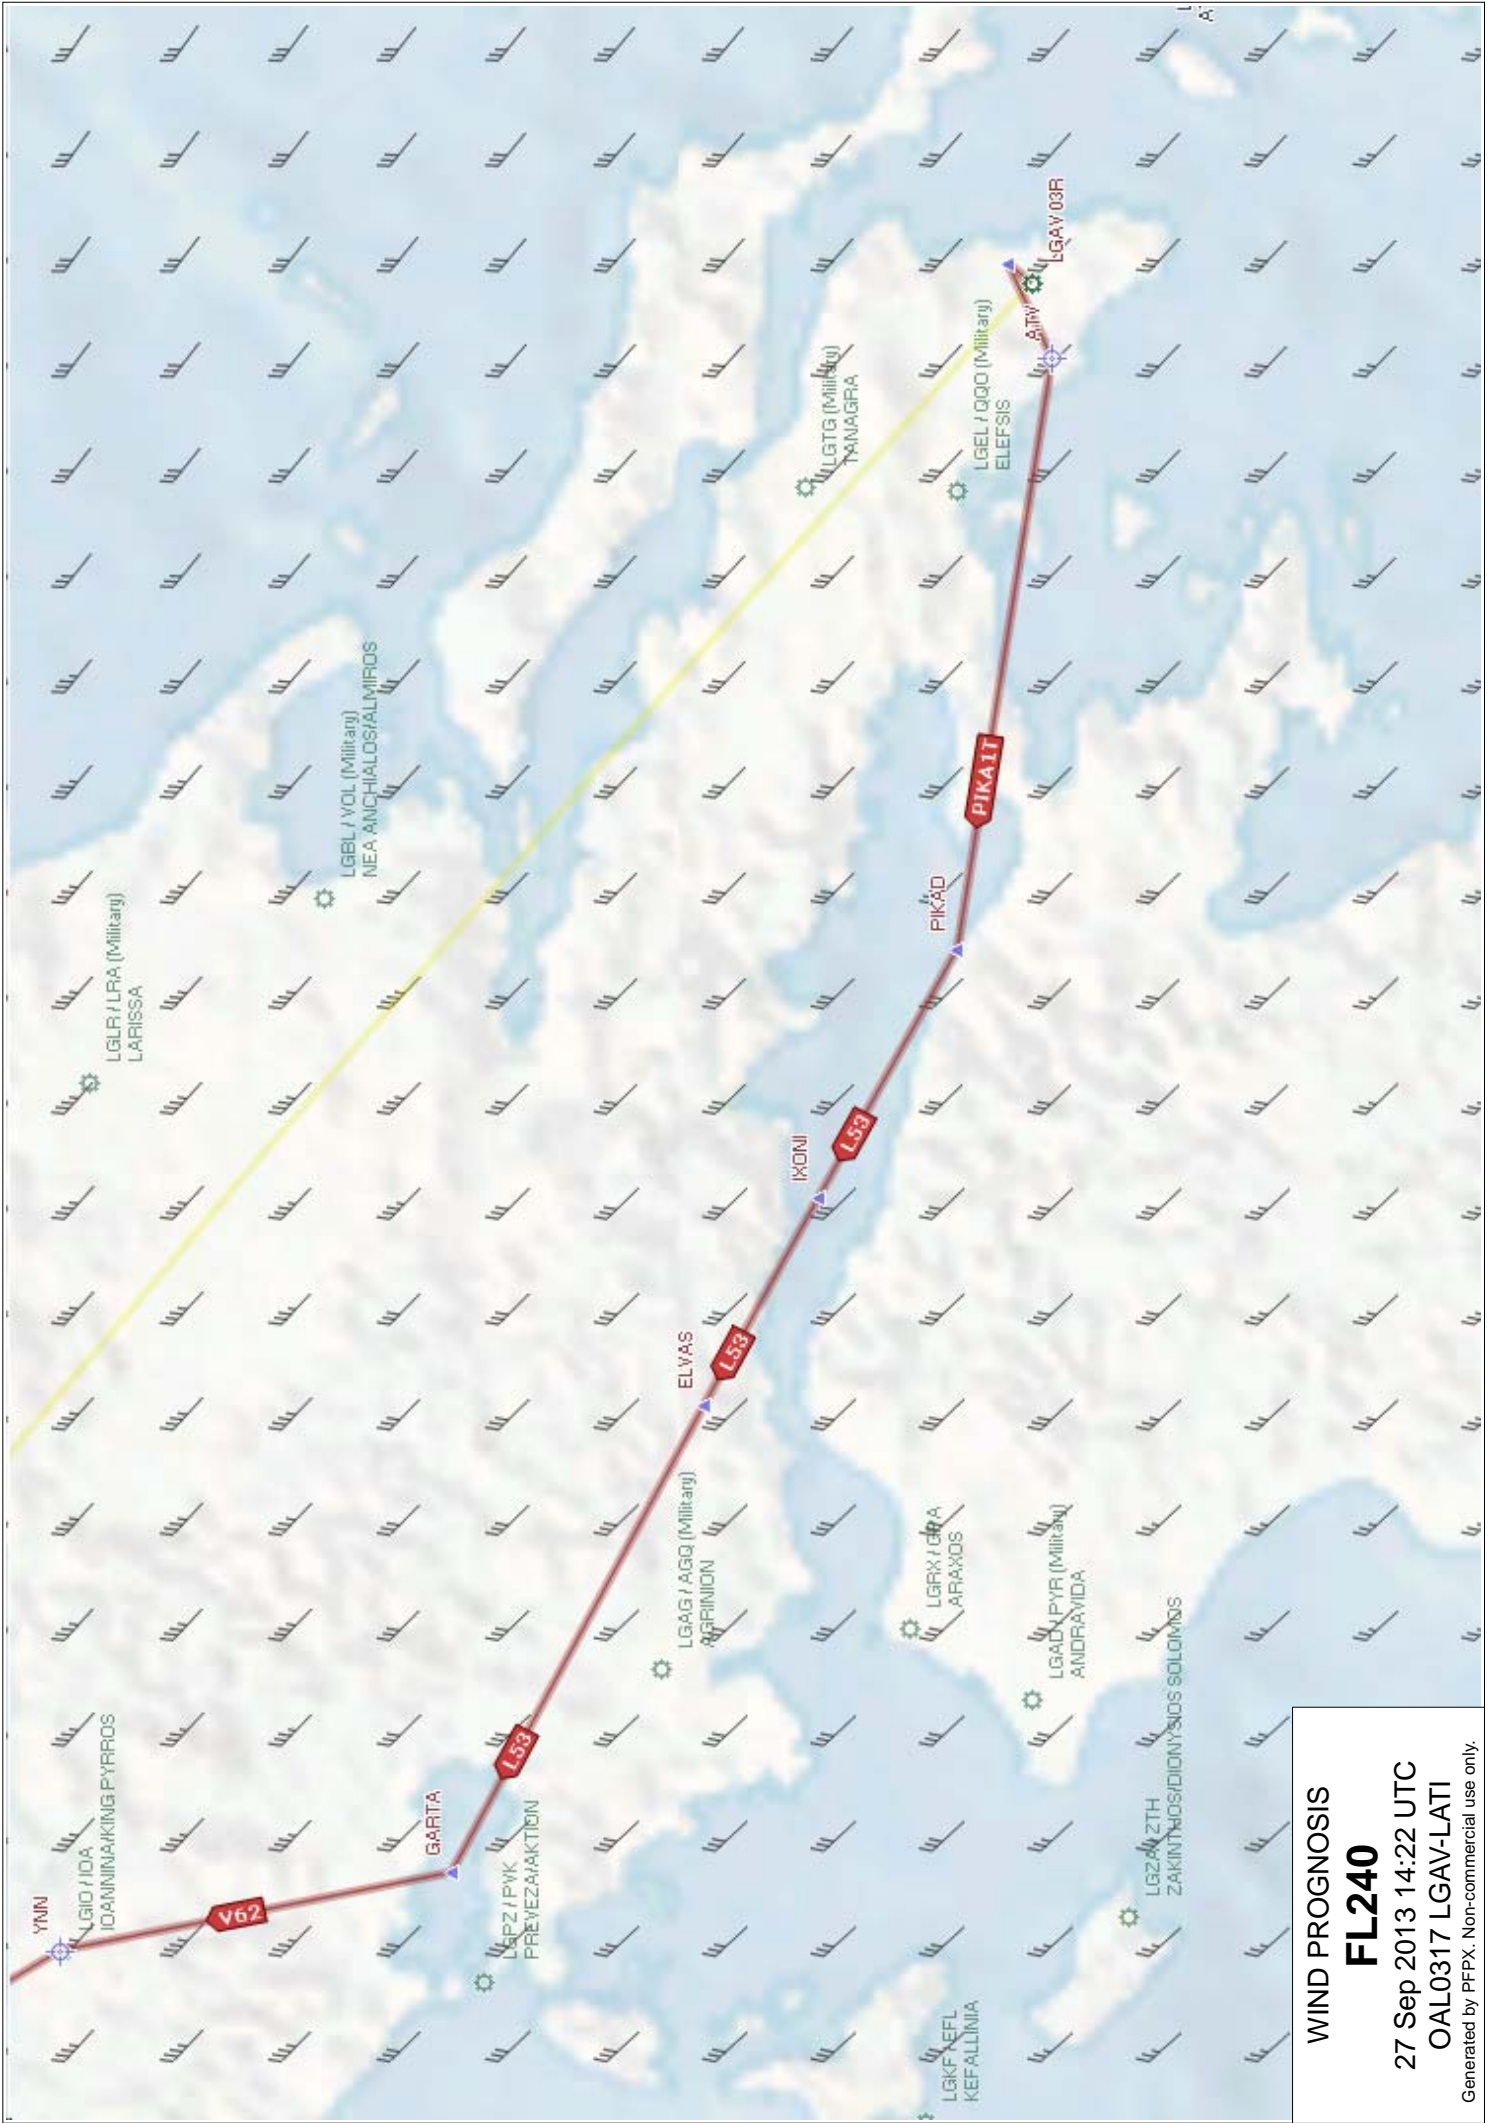 YNN
LGIO / IOA
IOANNINA/KING PYRROS
V62
GARTA
LGPZ / PVK
PREVEZA/AKTION
L53
LGKF / EFL
KEFALLINIA
LGLR / LRA (Military)
LARISSA
LGBL / VOL (Military)
NEA ANCHIALOS/ALMIROS
LGAG / AGQ (Military)
AGRINION
ELVAS
L53
IXONI
L53
PIKAD
PIKA1T
LGRX / GPA
ARAXOS
LGAD / PYR (Military)
ANDRAVIDA
LGZA / ZTH
ZAKINTHOS/DIONYSIOS SOLOMOS
LGTG (Military)
TANAGRA
LGEL / QQO (Military)
ELEFSIS
ATV
LGAV 03R
WIND PROGNOSIS
FL240
27 Sep 2013 14:22 UTC
OAL0317 LGAV-LATI
Generated by PFPX. Non-commercial use only.